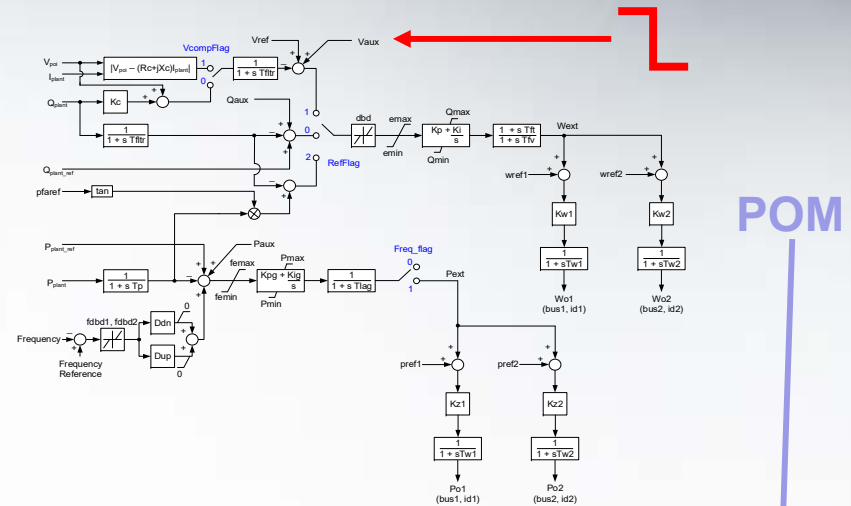 Vref
Vaux
VcompFlag
Vpoi
Iplant
|Vpoi – (Rc+jXc)Iplant|
1
0
1
1 + s Tfltr
Qplant
Kc
Qaux
1
1 + s Tfltr
1
0
2
RefFlag
dbd
emax
emin
Qmax
Kp + Ki
s
Qmin
1 + s Tft
1 + s Tfv
Wext
Qplant_ref
pfaref
tan
wref1
wref2
Kw1
Kw2
1
1 + sTw1
1
1 + sTw2
Wo1
(bus1, id1)
Wo2
(bus2, id2)
POM
Pplant_ref
Paux
Pplant
1
1 + s Tp
femax
femin
Pmax
Kpg + Kig
s
Pmin
1
1 + s Tlag
Freq_flag
0
1
Pext
Frequency
Frequency
Reference
fdbd1, fdbd2
Ddn
0
Dup
0
pref1
pref2
Kz1
Kz2
1
1 + sTw1
1
1 + sTw2
Po1
(bus1, id1)
Po2
(bus2, id2)